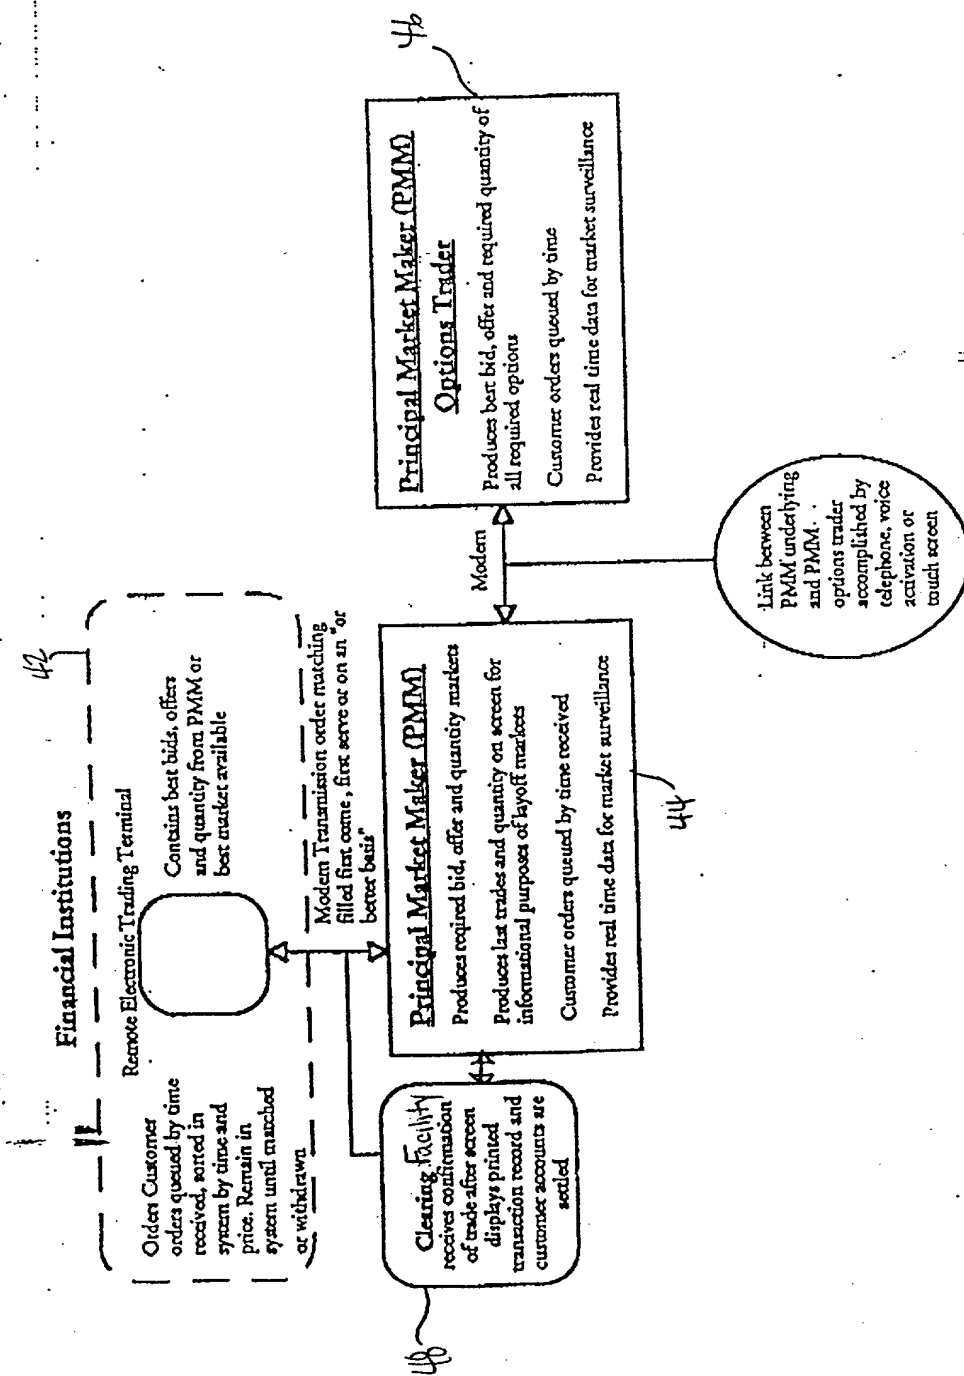 Financial Institutions
42
Remote Electronic Trading Terminal
Orders Customer
orders queued by time
received, sorted in
system by time and
price. Remain in
system until matched
or withdrawn
Contains best bids, offers
and quantity from PMM or
best market available
Modem Transmission order matching
filled first come, first serve or on an "or
better basis"
Clearing Facility
receives confirmation
of trade after screen
displays printed
transaction record and
customer accounts are
settled
48
Principal Market Maker (PMM)
Produces required bid, offer and quantity markets
Produces last trades and quantity on screen for
informational purposes of layoff markets
Customer orders queued by time received
Provides real time data for market surveillance
44
Modem
Link between
PMM underlying
and PMM
options trader
accomplished by
telephone, voice
activation or
touch screen
Principal Market Maker (PMM)
Options Trader
Produces best bid, offer and required quantity of
all required options
Customer orders queued by time
Provides real time data for market surveillance
46